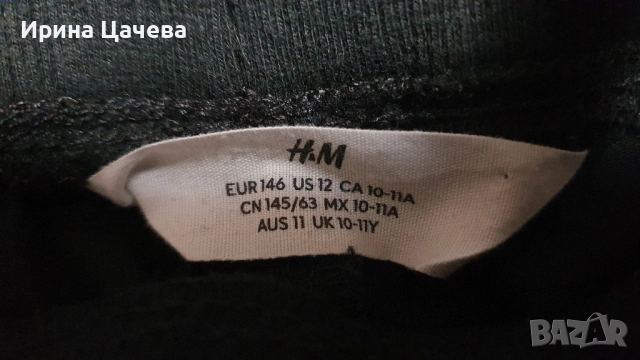 Ирина Цачева
H&M
EUR 146 US 12 CA 10-11A
CN 145/63 MX 10-11A
AUS 11 UK 10-11Y
BAZAR